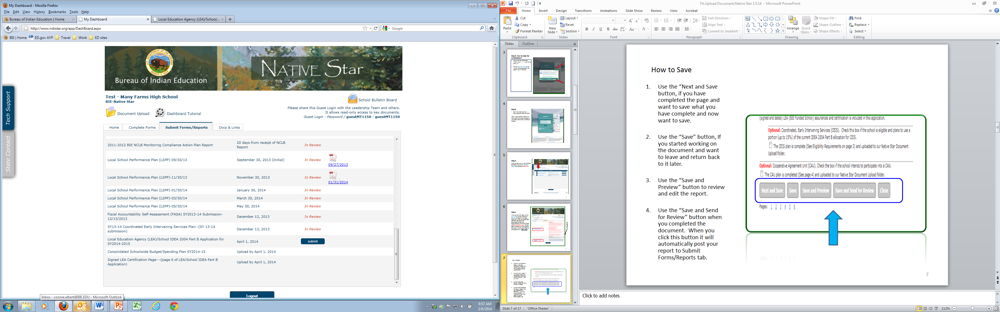 My Dashboard - Mozilla Firefox
File Edit View History Bookmarks Tools Help
Bureau of Indian Education | Home
My Dashboard
Local Education Agency (LEA)/School...
http://www.indistar.org/app/DashBoard.aspx
Google
BIE | Home ED.gov AYP Travel Work ED sites
U.S. DEPARTMENT OF THE INTERIOR
MARCH 3, 1849
Bureau of Indian Education
NATIVE Star
Tech Support
State Contact
Test - Many Farms High School
BIE-Native Star
School Bulletin Board
Document Upload
Dashboard Tutorial
Please share this Guest Login with the Leadership Team and others.
It allows read-only access to key documents.
Guest Login - Password / guestMT1150 - guestMT1150
Home Complete Forms Submit Forms/Reports Docs & Links
2011-2012 BIE NCLB Monitoring Compliance Action Plan Report
20 days from receipt of NCLB
Report
In Review
Local School Performance Plan (LSPP)-09/30/13
September 30, 2013 (Initial)
In Review
09/27/2013
Local School Performance Plan (LSPP)-11/30/13
November 30, 2013
In Review
01/31/2014
Local School Performance Plan (LSPP)-01/30/14
January 30, 2014
In Review
Local School Performance Plan (LSPP)-03/30/14
March 30, 2014
In Review
Local School Performance Plan (LSPP)-05/30/14
May 30, 2014
In Review
Fiscal Accountability Self-Assessment (FASA) SY2013-14 Submission-
12/13/2013
December 13, 2013
In Review
SY13-14 Coordinated Early Intervening Services Plan--(SY 13-14
submission)
December 13, 2013
In Review
Local Education Agency (LEA)/School IDEA 2004 Part B Application for
SY2014-2015
April 1, 2014
submit
Consolidated Schoolwide Budget/Spending Plan SY2014-15
Upload by April 1, 2014
Signed LEA Certification Page---(page 6 of LEA/School IDEA Part B
Application)
Upload by April 1, 2014
Logout
Inbox - connie.albert@BIE.EDU - Microsoft Outlook
9:57 AM
2/6/2014
TA.Upload Document.Native Star 2.5.14 - Microsoft PowerPoint
File Home Insert Design Transitions Animations Slide Show Review View Acrobat
Paste
Cut
Copy
Format Painter
Clipboard
New
Slide
Layout
Reset
Section
Slides
Font
Text Direction
Align Text
Convert to SmartArt
Paragraph
Arrange
Quick
Styles
Shape Fill
Shape Outline
Shape Effects
Drawing
Find
Replace
Select
Editing
Slides Outline
3
4
5
6
7
How to Save
1. Use the “Next and Save
button, if you have
completed the page and
want to save what you
have complete and now
want to save.
2. Use the “Save” button, If
you started working on
the document and want
to leave and return back
to it later.
3. Use the “Save and
Preview” button to review
and edit the report.
4. Use the “Save and Send
for Review” button when
you completed the
document. When you
click this button it will
automatically post your
report to Submit
Forms/Reports tab.
(signed and dated) LEA (BIE Funded School) assurances and certification is included in this application.
Optional: Coordinated, Early Intervening Services (CEIS). Check this box if the school is eligible and plans to use a
portion (up to 15%) of the current IDEA 2004 Part B allocation for CEIS.
The CEIS plan is complete (See Eligibility Requirements on page 3) and uploaded to our Native Star Document
Upload folder.
Optional: Cooperative Agreement Unit (CAU). Check the box if the school intends to participate into a CAU.
The CAU plan is completed (See page 4) and uploaded to our Native Star Document Upload folder.
Next and Save Save Save and Preview Save and Send for Review Close
Pages: 1 2 3 4 5 6
7
Click to add notes
Slide 7 of 17 "Office Theme" 112%